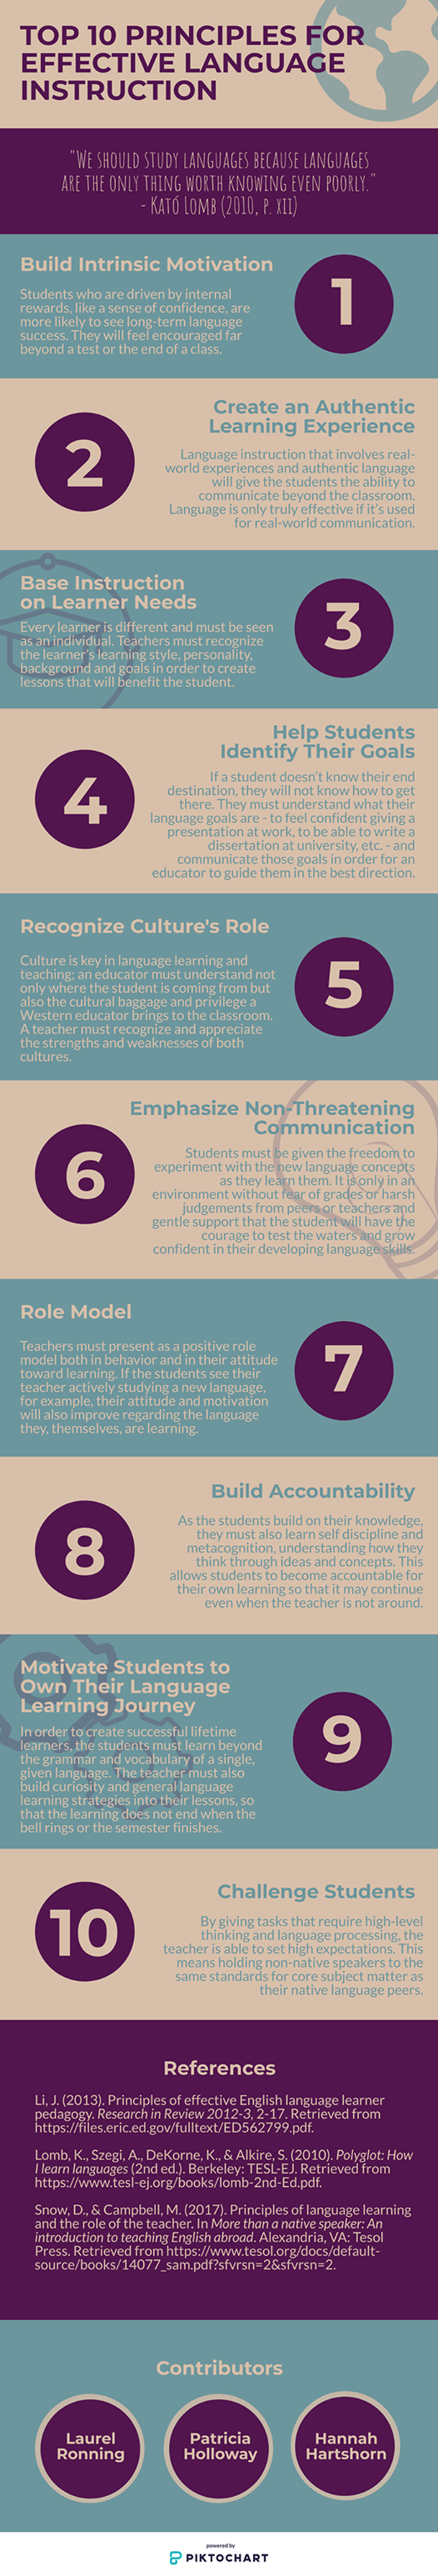 TOP 10 PRINCIPLES FOR
EFFECTIVE LANGUAGE
INSTRUCTION
"WE SHOULD STUDY LANGUAGES BECAUSE LANGUAGES
ARE THE ONLY THING WORTH KNOWING EVEN POORLY."
- KATÓ LOMB (2010, P. XII)
Build Intrinsic Motivation
Students who are driven by internal
rewards, like a sense of confidence, are
more likely to see long-term language
success. They will feel encouraged far
beyond a test or the end of a class.
1
Create an Authentic
Learning Experience
Language instruction that involves real-
world experiences and authentic language
will give the students the ability to
communicate beyond the classroom.
Language is only truly effective if it's used
for real-world communication.
2
Base Instruction
on Learner Needs
Every learner is different and must be seen
as an individual. Teachers must recognize
the learner's learning style, personality,
background and goals in order to create
lessons that will benefit the student.
3
Help Students
Identify Their Goals
If a student doesn't know their end
destination, they will not know how to get
there. They must understand what their
language goals are - to feel confident giving a
presentation at work, to be able to write a
dissertation at university, etc. - and
communicate those goals in order for an
educator to guide them in the best direction.
4
Recognize Culture's Role
Culture is key in language learning and
teaching; an educator must understand not
only where the student is coming from but
also the cultural baggage and privilege a
Western educator brings to the classroom.
A teacher must recognize and appreciate
the strengths and weaknesses of both
cultures.
5
Emphasize Non-Threatening
Communication
Students must be given the freedom to
experiment with the new language concepts
as they learn them. It is only in an
environment without fear of grades or harsh
judgements from peers or teachers and
gentle support that the student will have the
courage to test the waters and grow
confident in their developing language skills.
6
Role Model
Teachers must present as a positive role
model both in behavior and in their attitude
toward learning. If the students see their
teacher actively studying a new language,
for example, their attitude and motivation
will also improve regarding the language
they, themselves, are learning.
7
Build Accountability
As the students build on their knowledge,
they must also learn self discipline and
metacognition, understanding how they
think through ideas and concepts. This
allows students to become accountable for
their own learning so that it may continue
even when the teacher is not around.
8
Motivate Students to
Own Their Language
Learning Journey
In order to create successful lifetime
learners, the students must learn beyond
the grammar and vocabulary of a single,
given language. The teacher must also
build curiosity and general language
learning strategies into their lessons, so
that the learning does not end when the
bell rings or the semester finishes.
9
Challenge Students
By giving tasks that require high-level
thinking and language processing, the
teacher is able to set high expectations. This
means holding non-native speakers to the
same standards for core subject matter as
their native language peers.
10
References
Li, J. (2013). Principles of effective English language learner
pedagogy. Research in Review 2012-3, 2-17. Retrieved from
https://files.eric.ed.gov/fulltext/ED562799.pdf.
Lomb, K., Szegi, A., DeKorne, K., & Alkire, S. (2010). Polyglot: How
I learn languages (2nd ed.). Berkeley: TESL-EJ. Retrieved from
https://www.tesl-ej.org/books/lomb-2nd-Ed.pdf.
Snow, D., & Campbell, M. (2017). Principles of language learning
and the role of the teacher. In More than a native speaker: An
introduction to teaching English abroad. Alexandria, VA: Tesol
Press. Retrieved from https://www.tesol.org/docs/default-
source/books/14077_sam.pdf?sfvrsn=2&sfvrsn=2.
Contributors
Laurel
Ronning
Patricia
Holloway
Hannah
Hartshorn
powered by
PIKTOCHART